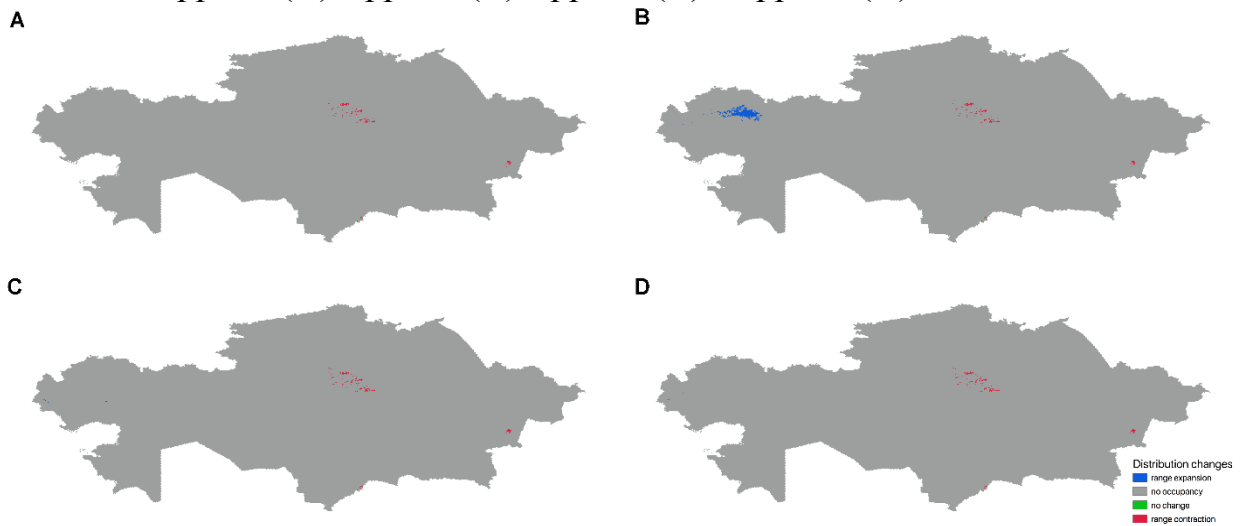 A
B
C
D
Distribution changes
range expansion
no occupancy
no change
range contraction